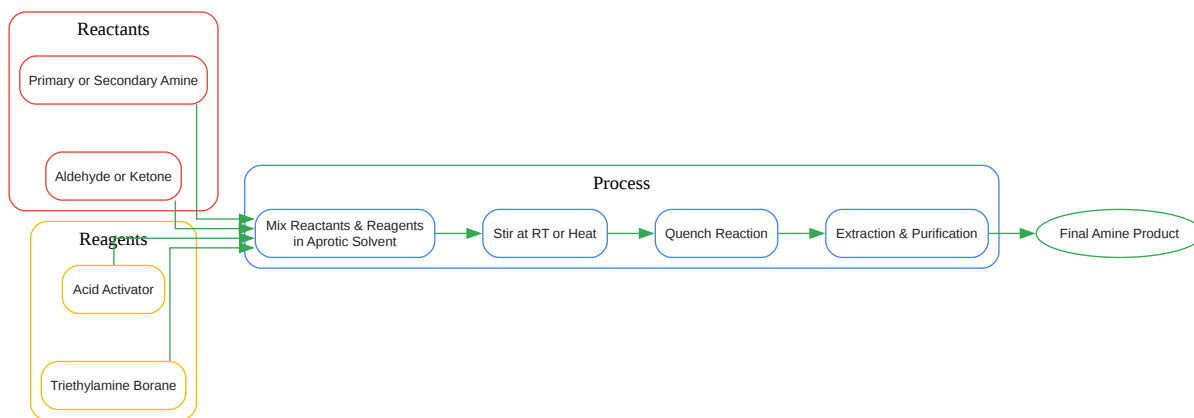 Reactants
Primary or Secondary Amine
Aldehyde or Ketone
Reagents
Acid Activator
Triethylamine Borane
Process
Mix Reactants & Reagents
in Aprotic Solvent
Stir at RT or Heat
Quench Reaction
Extraction & Purification
Final Amine Product